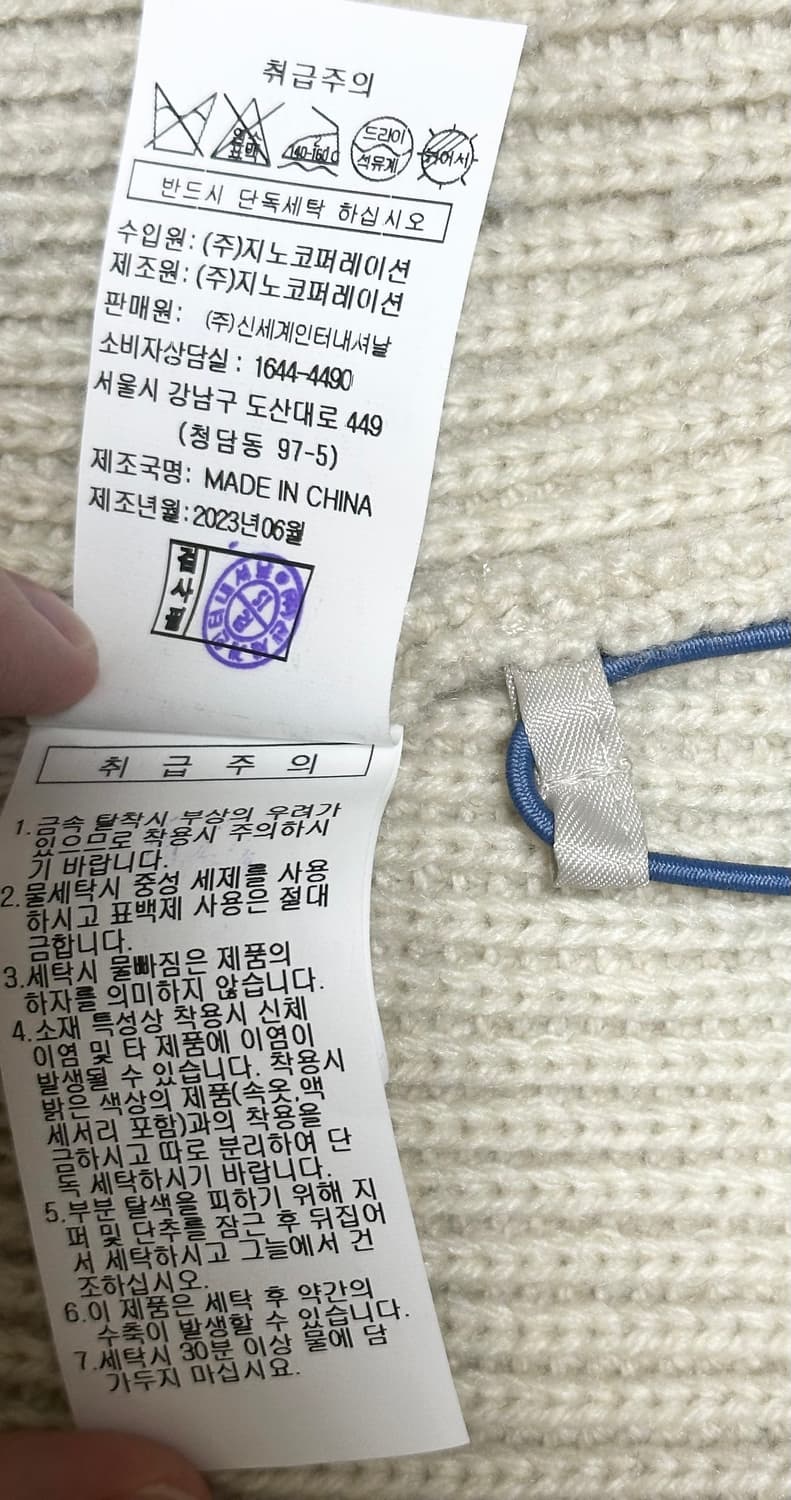 취급주의
염소
표백
2
140-160℃
드라이
석유계
뉘어서
반드시 단독세탁 하십시오
수입원: (주)지노코퍼레이션
제조원: (주)지노코퍼레이션
판매원: (주)신세계인터내셔날
소비자상담실 : 1644-4490
서울시 강남구 도산대로 449
(청담동 97-5)
제조국명: MADE IN CHINA
제조년월:2023년06월
검사필
취 급 주 의
1.금속 탈착시 부상의 우려가
있으므로 착용시 주의하시
기 바랍니다.
2.물세탁시 중성 세제를 사용
하시고 표백제 사용은 절대
금합니다.
3.세탁시 물빠짐은 제품의
하자를 의미하지 않습니다.
4.소재 특성상 착용시 신체
이염 및 타 제품에 이염이
발생될 수 있습니다. 착용시
밝은 색상의 제품(속옷,액
세서리 포함)과의 착용을
금하시고 따로 분리하여 단
독 세탁하시기 바랍니다.
5.부분 탈색을 피하기 위해 지
퍼 및 단추를 잠근 후 뒤집어
서 세탁하시고 그늘에서 건
조하십시오.
6.이 제품은 세탁 후 약간의
수축이 발생할 수 있습니다.
7.세탁시 30분 이상 물에 담
가두지 마십시요.